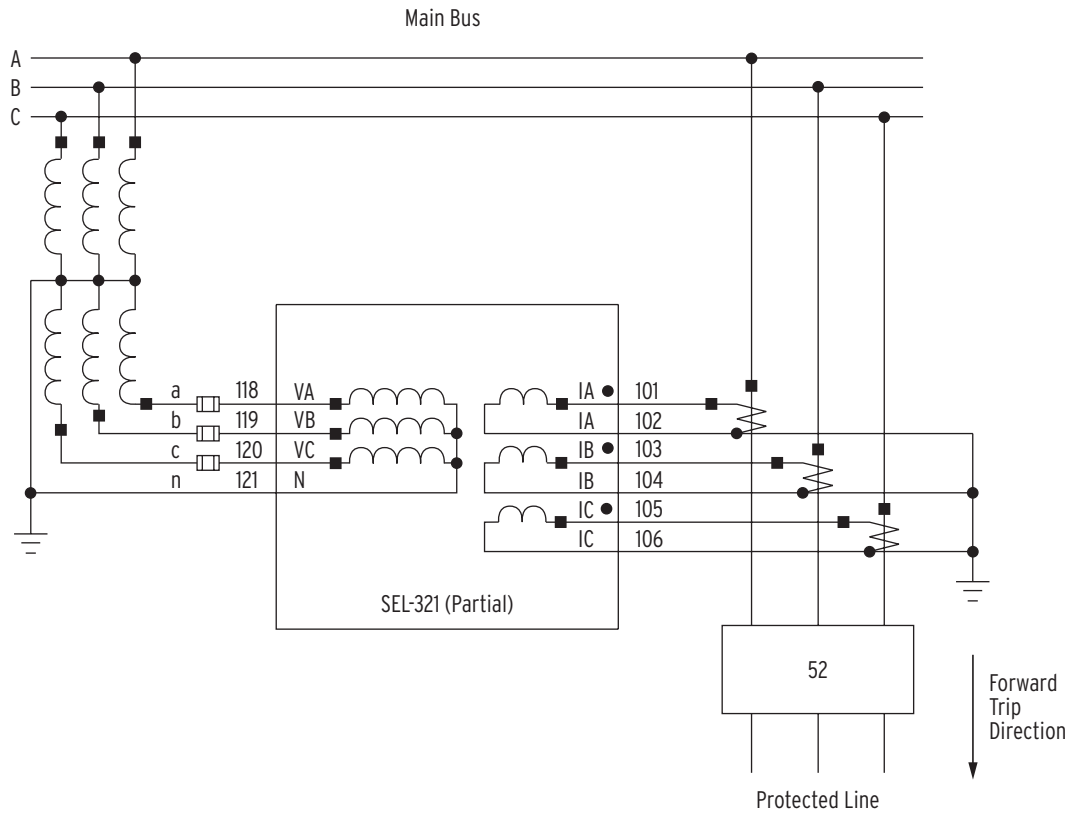 Main Bus
A
B
C
a 118 VA
b 119 VB
c 120 VC
n 121 N
IA 101
IA 102
IB 103
IB 104
IC 105
IC 106
SEL-321 (Partial)
52
Forward
Trip
Direction
Protected Line